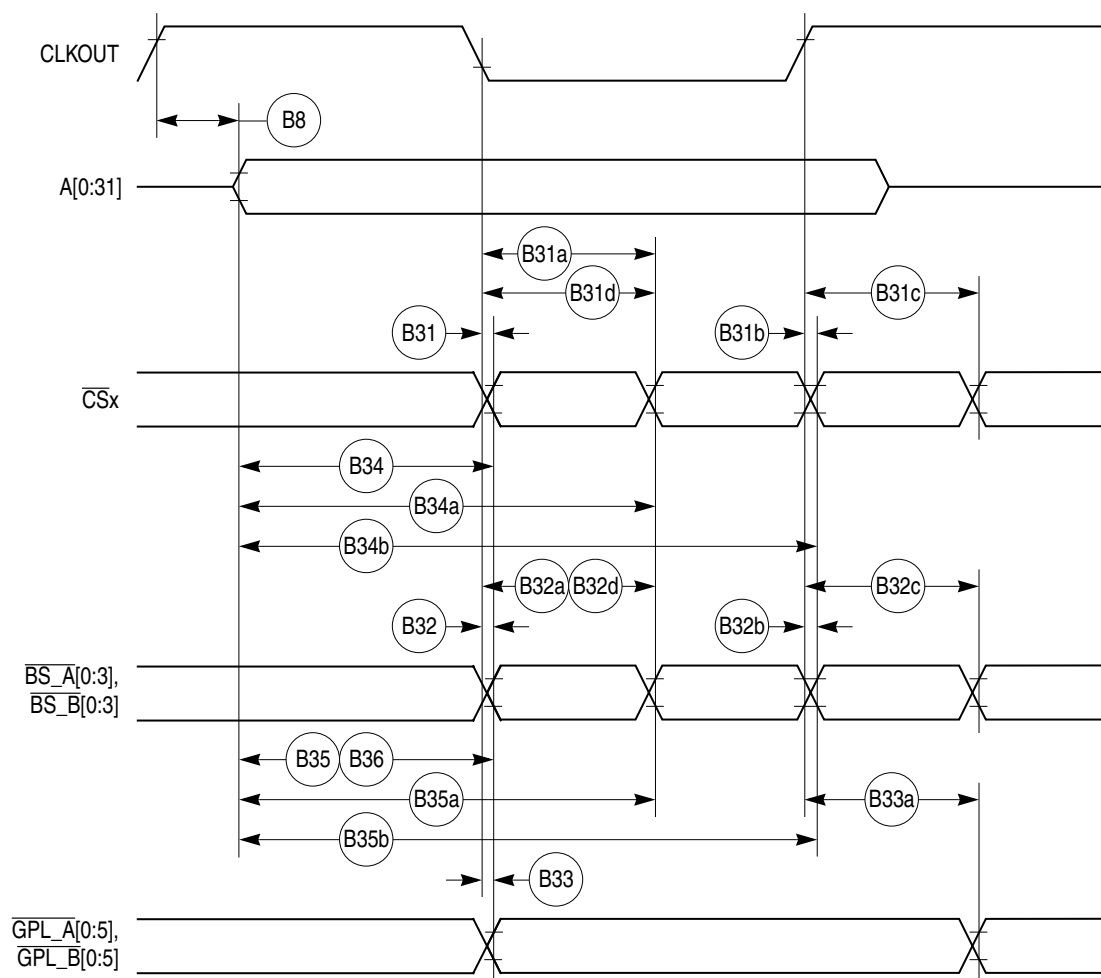 CLKOUT
B8
A[0:31]
B31a
B31d
B31c
B31
B31b
CSx
B34
B34a
B34b
B32a B32d
B32c
B32
B32b
BS_A[0:3],
BS_B[0:3]
B35 B36
B35a
B33a
B35b
B33
GPL_A[0:5],
GPL_B[0:5]